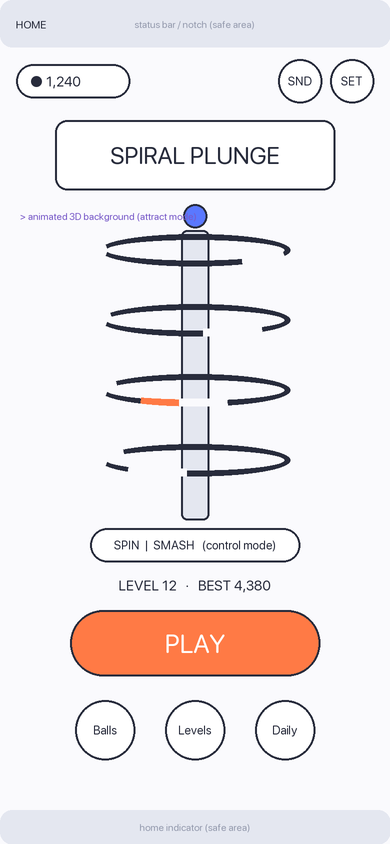 HOME
status bar / notch (safe area)
1,240
SND
SET
SPIRAL PLUNGE
> animated 3D background (attract mode)
SPIN | SMASH (control mode)
LEVEL 12 · BEST 4,380
PLAY
Balls
Levels
Daily
home indicator (safe area)